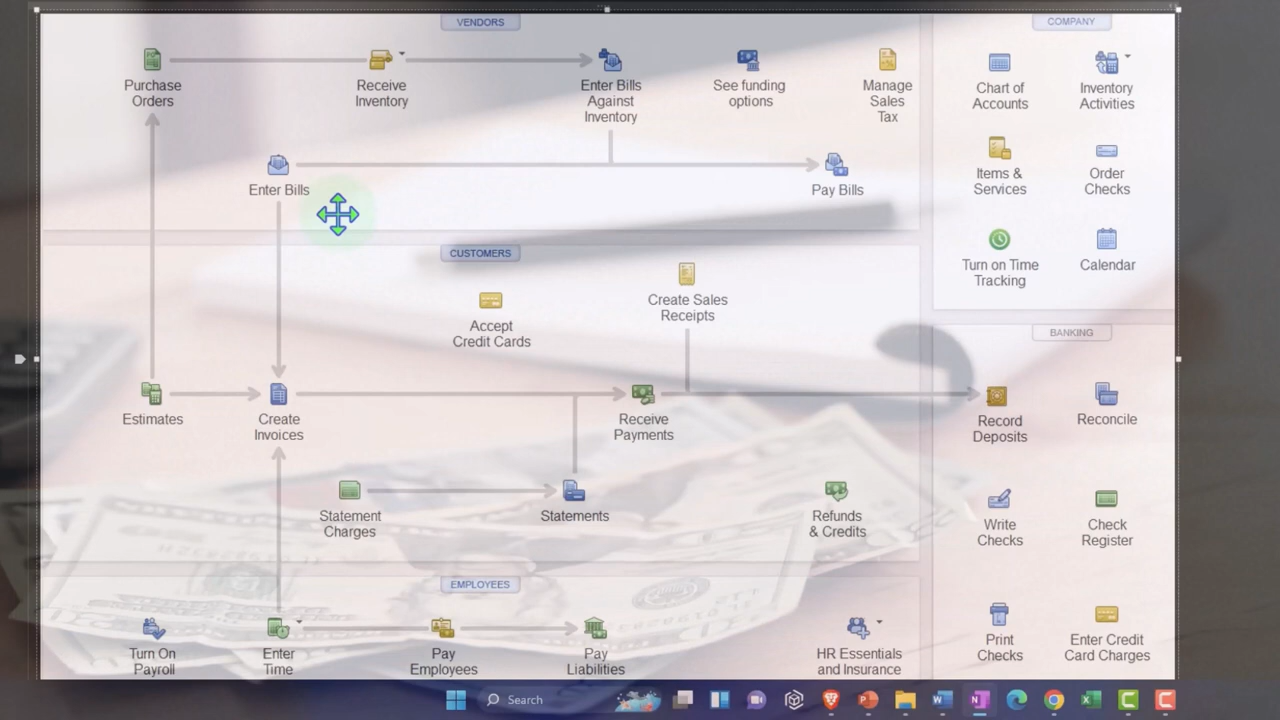 VENDORS
COMPANY
Purchase
Orders
Receive
Inventory
Enter Bills
Against
Inventory
See funding
options
Manage
Sales
Tax
Chart of
Accounts
Inventory
Activities
Enter Bills
Pay Bills
Items &
Services
Order
Checks
CUSTOMERS
Turn on Time
Tracking
Calendar
Accept
Credit Cards
Create Sales
Receipts
BANKING
Estimates
Create
Invoices
Receive
Payments
Record
Deposits
Reconcile
Statement
Charges
Statements
Refunds
& Credits
Write
Checks
Check
Register
EMPLOYEES
Turn On
Payroll
Enter
Time
Pay
Employees
Pay
Liabilities
HR Essentials
and Insurance
Print
Checks
Enter Credit
Card Charges
Search